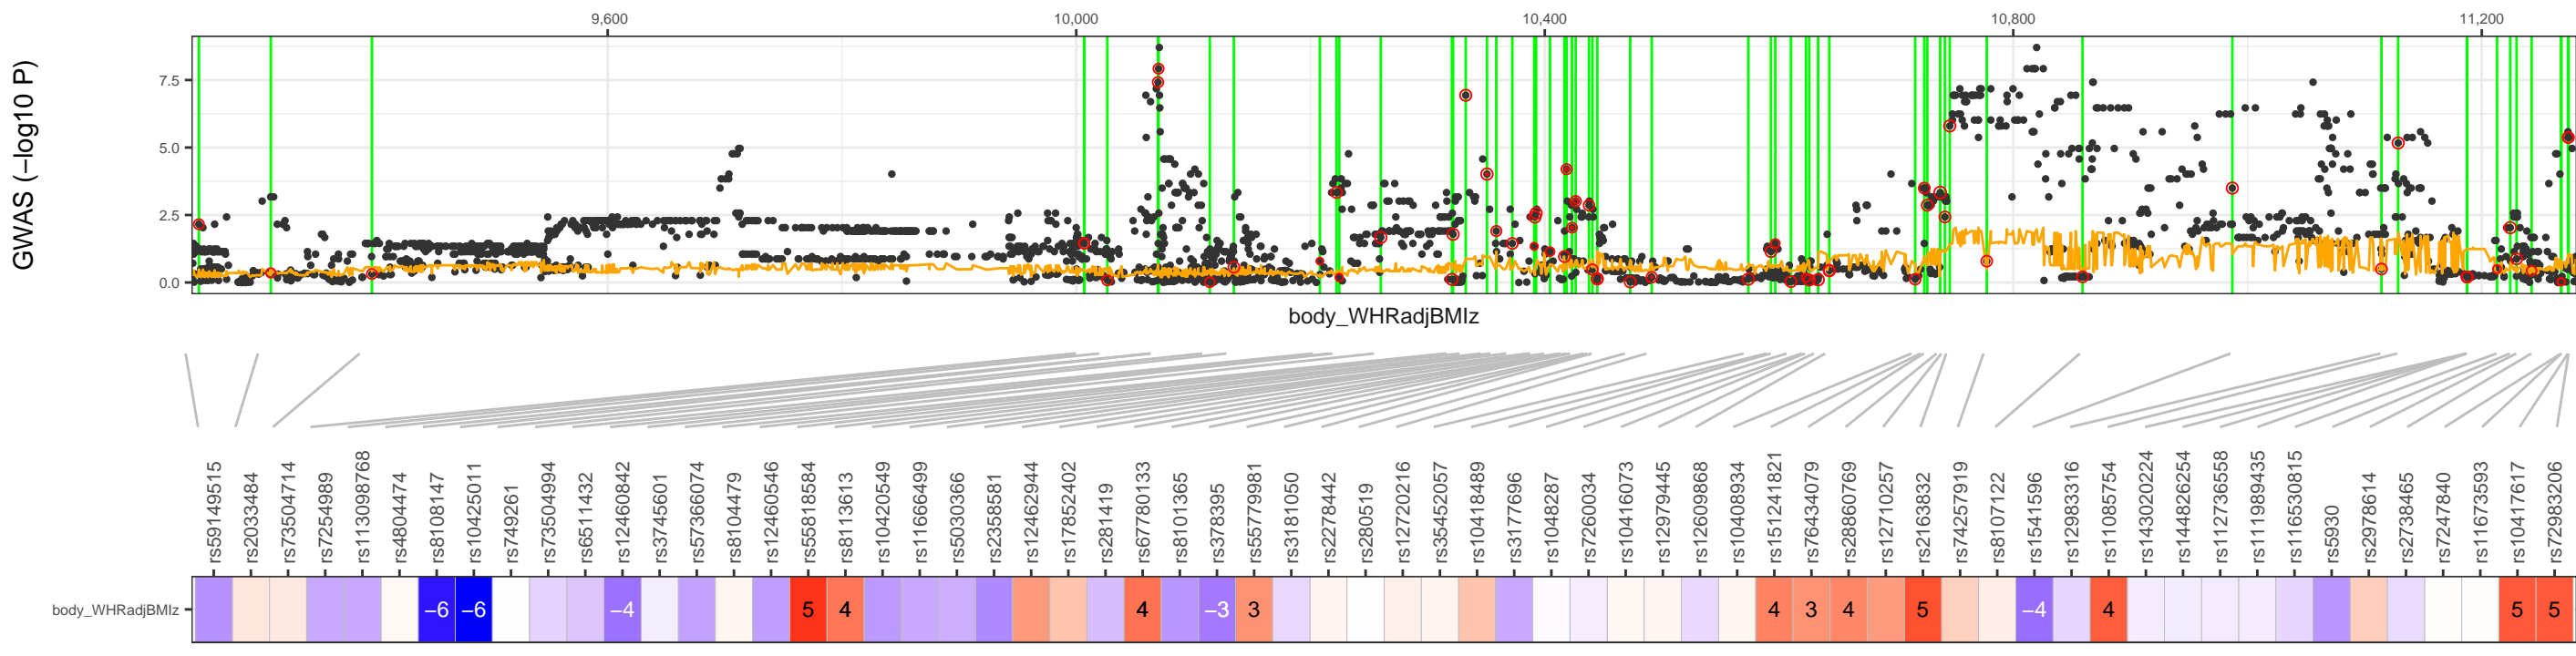 9,600 10,000 10,400 10,800 11,200
GWAS (−log10 P)
7.5
5.0
2.5
0.0
body_WHRadjBMIz
rs59149515
rs2033484
rs73504714
rs7254989
rs113098768
rs4804474
rs8108147
rs10425011
rs749261
rs73504994
rs6511432
rs12460842
rs3745601
rs57366074
rs8104479
rs12460546
rs55818584
rs8113613
rs10420549
rs11666499
rs5030366
rs2358581
rs12462944
rs17852402
rs281419
rs67780133
rs8101365
rs3783395
rs55779981
rs3181050
rs2278442
rs2805119
rs12720216
rs35452057
rs10418489
rs3177696
rs1048287
rs7260034
rs10416073
rs12979445
rs12609868
rs10408934
rs151241821
rs76434079
rs28860769
rs12710257
rs2163832
rs74257919
rs8107122
rs1541596
rs12983316
rs11085754
rs143020224
rs144826254
rs112736558
rs111989435
rs111630815
rs5930
rs2978614
rs2738465
rs7247840
rs11673593
rs10417617
rs72983206
body_WHRadjBMIz −6 −6 −4 5 4 4 −3 3 4 3 4 5 −4 4 5 5